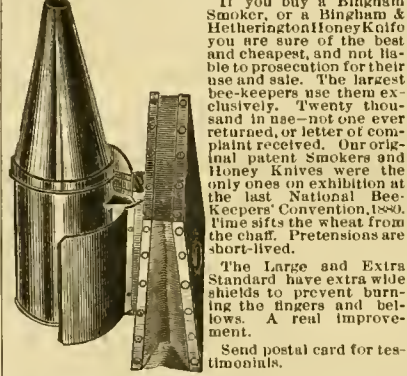 If you buy a Bingham
Smoker, or a Bingham &
Hetherington Honey Knife
you are sure of the best
and cheapest, and not lia-
ble to prosecution for their
use and sale. The largest
bee-keepers use them ex-
clusively. Twenty thou-
sand in use—not one ever
returned, or letter of com-
plaint received. Our orig-
inal patent Smokers and
Honey Knives were the
only ones on exhibition at
the last National Bee-
Keepers' Convention, 1880.
Time sifts the wheat from
the chaff. Pretensions are
short-lived.
The Large and Extra
Standard have extra wide
shields to prevent burn-
ing the fingers and bel-
lows. A real improve-
ment.
Send postal card for tes-
timonials.